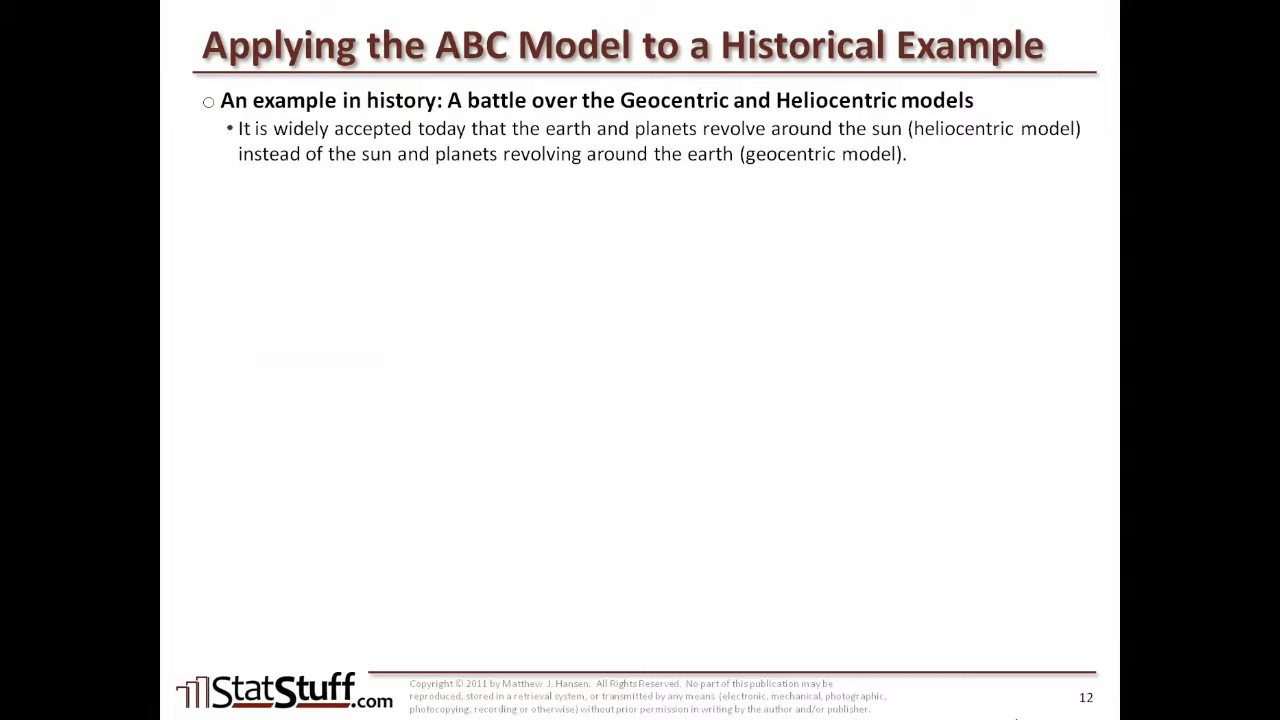 Applying the ABC Model to a Historical Example
An example in history: A battle over the Geocentric and Heliocentric models
It is widely accepted today that the earth and planets revolve around the sun (heliocentric model)
instead of the sun and planets revolving around the earth (geocentric model).
StatStuff.com
Copyright © 2011 by Matthew J. Hansen. All Rights Reserved. No part of this publication may be
reproduced, stored in a retrieval system, or transmitted by any means (electronic, mechanical, photographic,
photocopying, recording or otherwise) without prior permission in writing by the author and/or publisher.
12